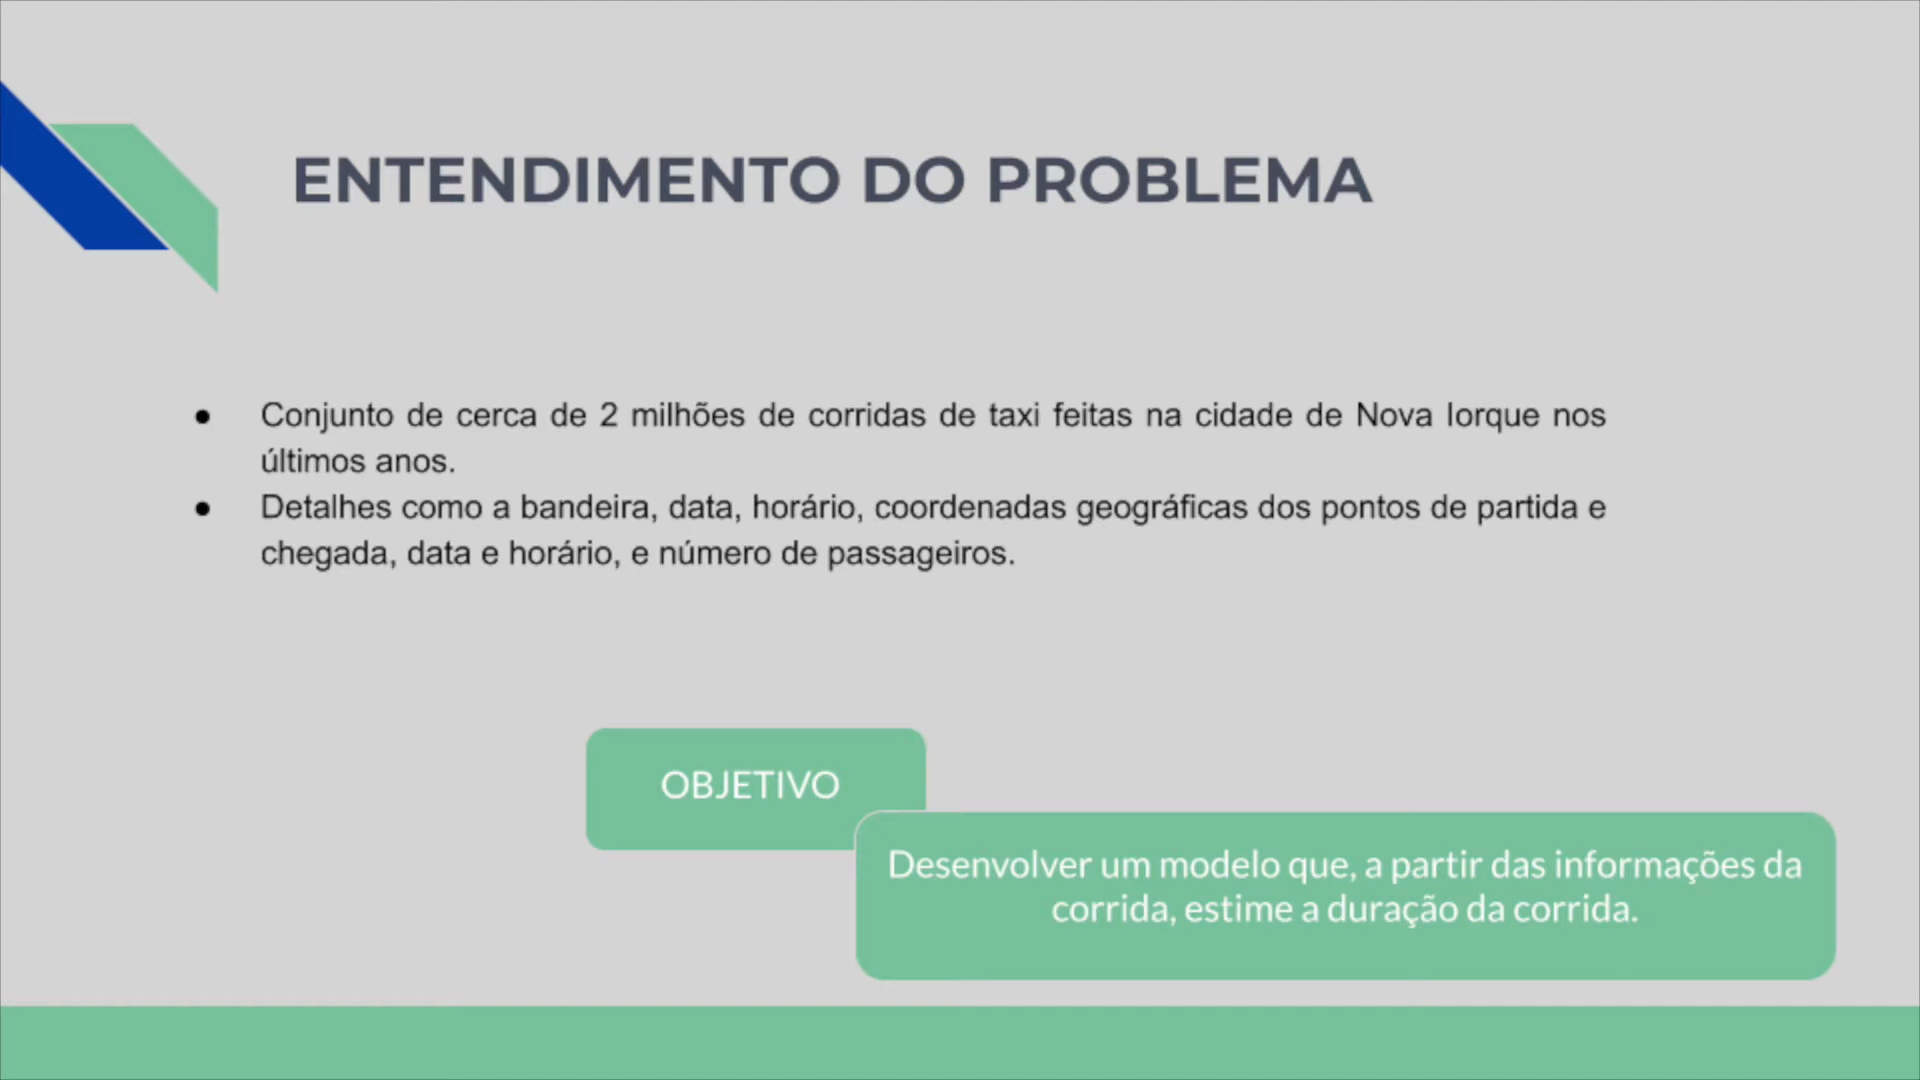 ENTENDIMENTO DO PROBLEMA
● Conjunto de cerca de 2 milhões de corridas de taxi feitas na cidade de Nova Iorque nos
últimos anos.
● Detalhes como a bandeira, data, horário, coordenadas geográficas dos pontos de partida e
chegada, data e horário, e número de passageiros.
OBJETIVO
Desenvolver um modelo que, a partir das informações da
corrida, estime a duração da corrida.